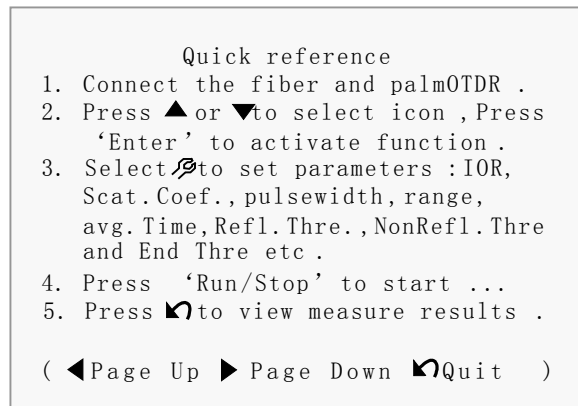 Quick reference
1. Connect the fiber and palmOTDR .
2. Press ▲ or ▼to select icon ,Press
‘Enter’ to activate function .
3. Select to set parameters :IOR,
Scat.Coef.,pulsewidth,range,
avg.Time,Refl.Thre.,NonRefl.Thre
and End Thre etc .
4. Press ‘Run/Stop’ to start ...
5. Press to view measure results .
( ◀Page Up ▶ Page Down Quit )